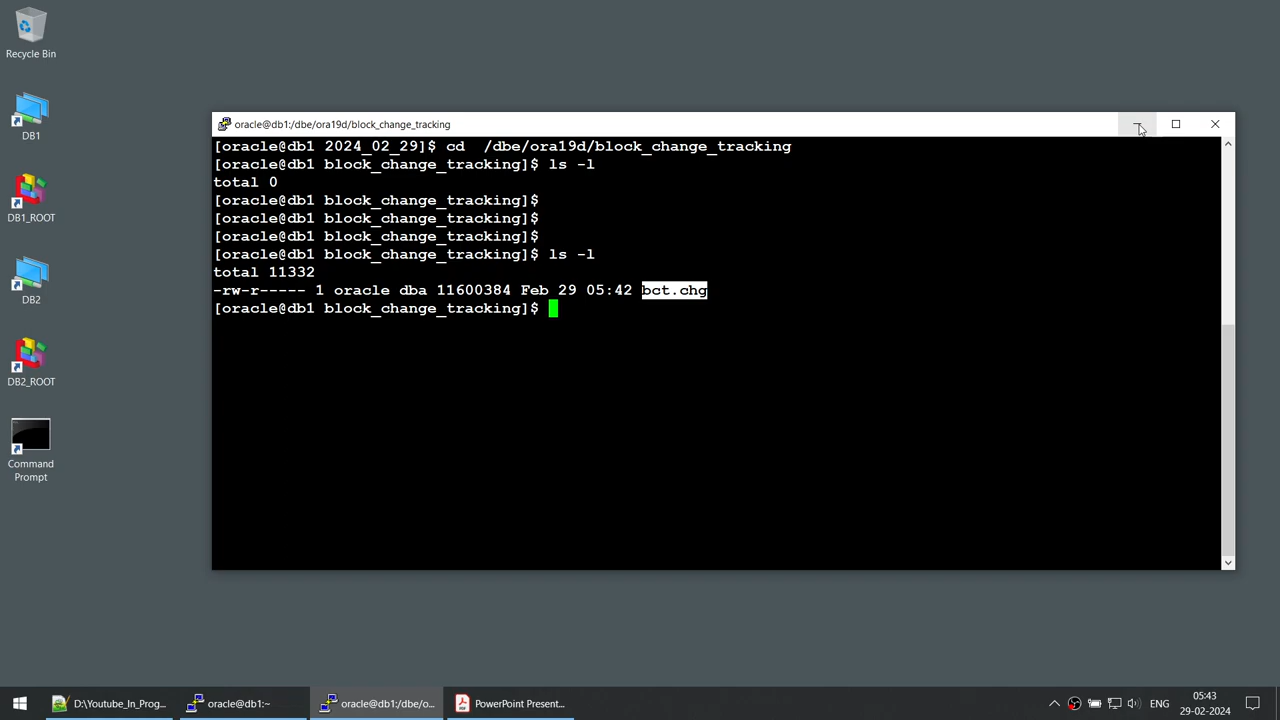 Recycle Bin
DB1
DB1_ROOT
DB2
DB2_ROOT
Command
Prompt
oracle@db1:/dbe/ora19d/block_change_tracking
[oracle@db1 2024_02_29]$ cd  /dbe/ora19d/block_change_tracking
[oracle@db1 block_change_tracking]$ ls -l
total 0
[oracle@db1 block_change_tracking]$
[oracle@db1 block_change_tracking]$
[oracle@db1 block_change_tracking]$
[oracle@db1 block_change_tracking]$ ls -l
total 11332
-rw-r----- 1 oracle dba 11600384 Feb 29 05:42 bct.chg
[oracle@db1 block_change_tracking]$
D:\Youtube_In_Prog...
oracle@db1:~
oracle@db1:/dbe/o...
PowerPoint Present...
ENG
05:43
29-02-2024